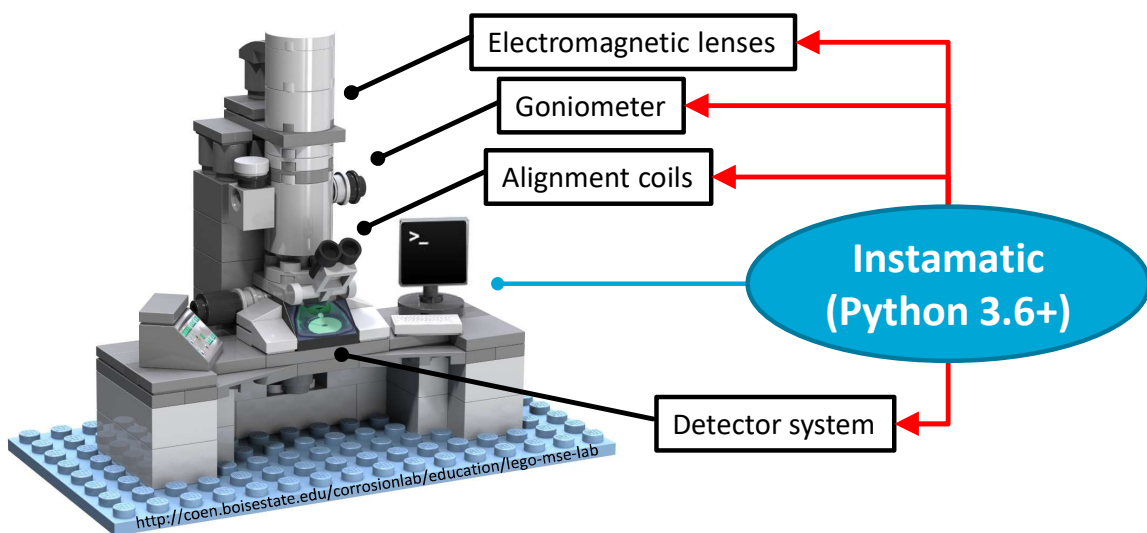 Electromagnetic lenses
Goniometer
Alignment coils
>_
Instamatic
(Python 3.6+)
Detector system
http://coen.boisestate.edu/corrosionlab/education/lego-mse-lab